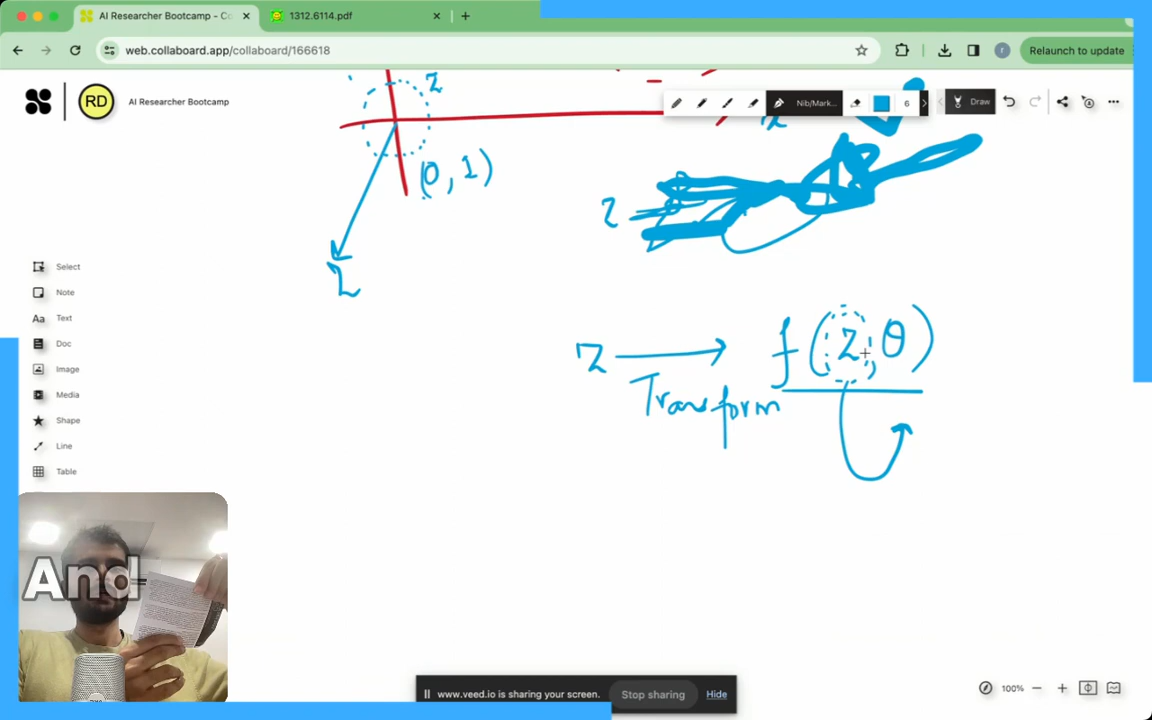 AI Researcher Bootcamp - Co
1312.6114.pdf
web.collaboard.app/collaboard/166618
Relaunch to update
RD
AI Researcher Bootcamp
Nib/Mark...
6
Draw
z
(0, 1)
z
z
Select
Note
Text
Doc
Image
Media
Shape
Line
Table
z
Transform
f(z, θ)
And
www.veed.io is sharing your screen.
Stop sharing
Hide
100%